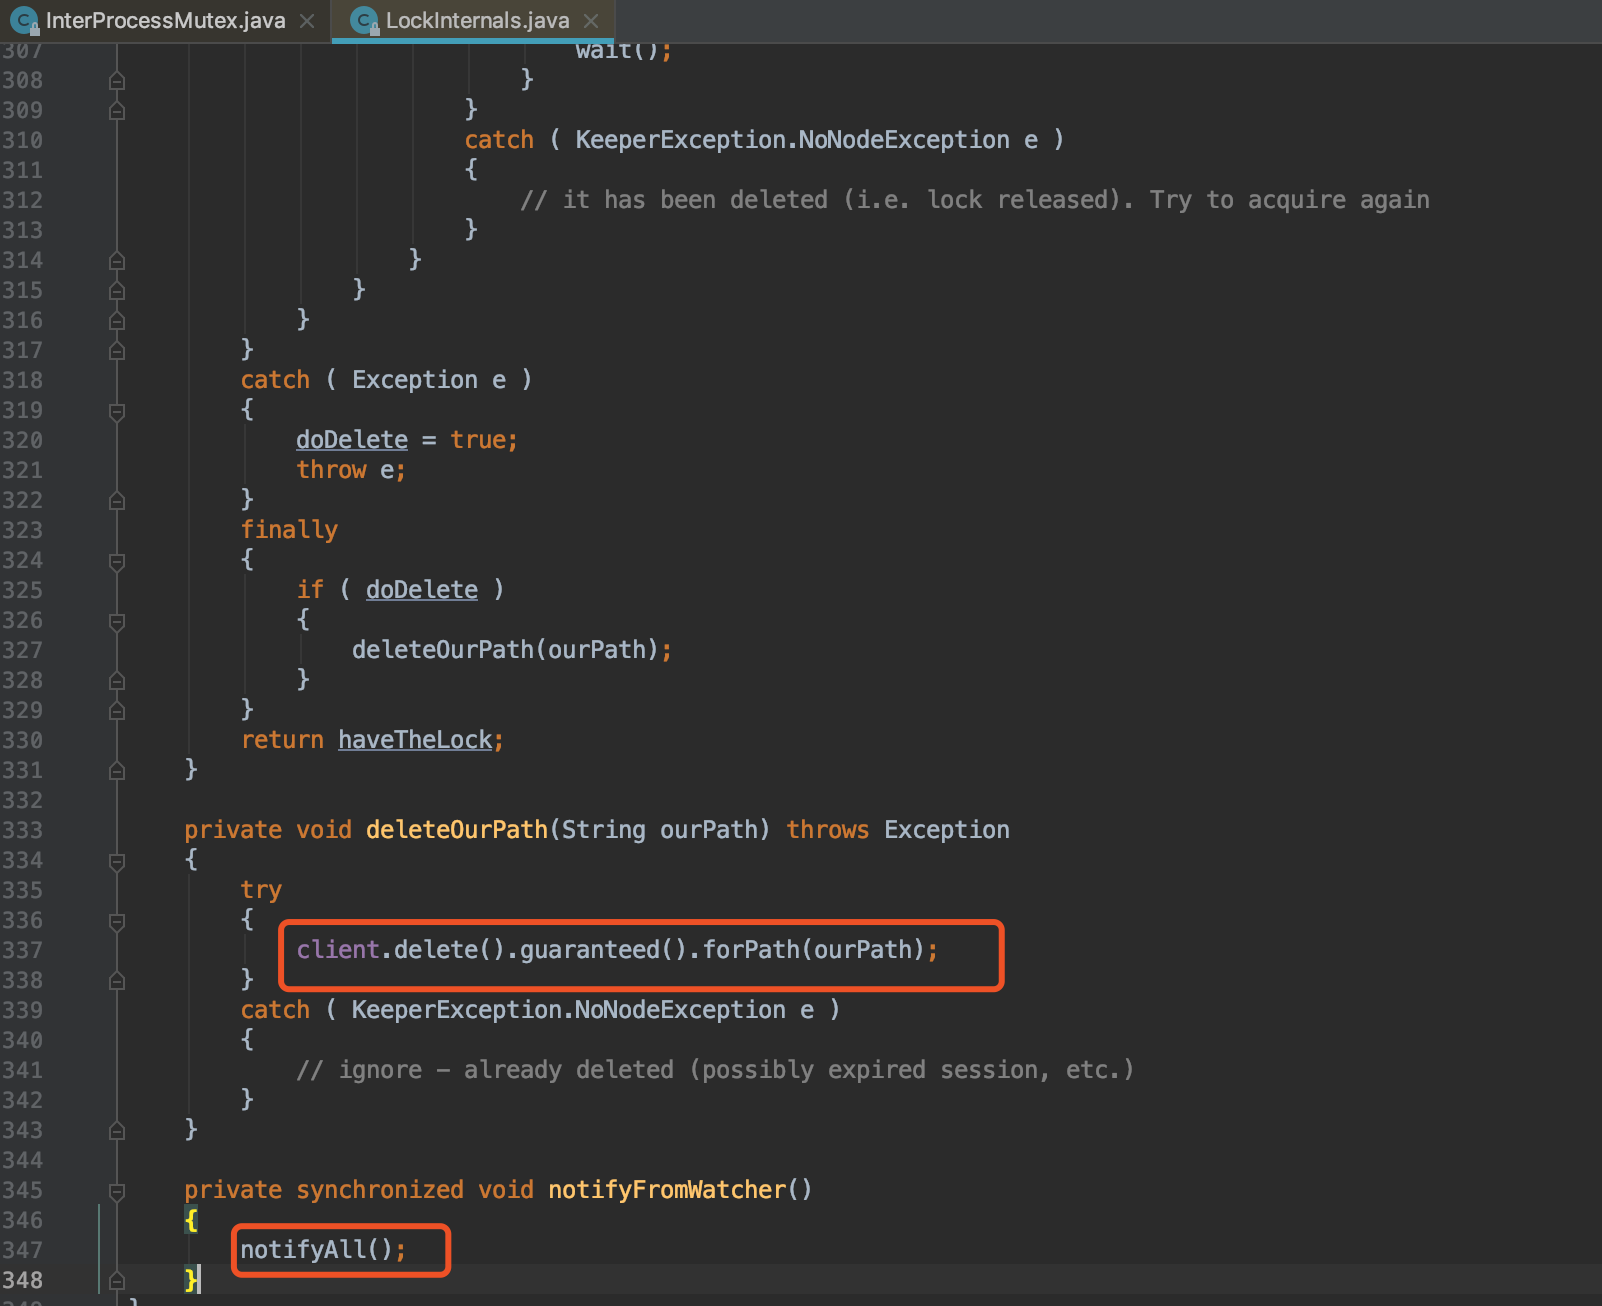 InterProcessMutex.java × LockInternals.java ×
307 wait();
308 }
309 }
310 catch ( KeeperException.NoNodeException e )
311 {
312 // it has been deleted (i.e. lock released). Try to acquire again
313 }
314 }
315 }
316 }
317 }
318 catch ( Exception e )
319 {
320 doDelete = true;
321 throw e;
322 }
323 finally
324 {
325 if ( doDelete )
326 {
327 deleteOurPath(ourPath);
328 }
329 }
330 return haveTheLock;
331 }
332
333 private void deleteOurPath(String ourPath) throws Exception
334 {
335 try
336 {
337 client.delete().guaranteed().forPath(ourPath);
338 }
339 catch ( KeeperException.NoNodeException e )
340 {
341 // ignore - already deleted (possibly expired session, etc.)
342 }
343 }
344
345 private synchronized void notifyFromWatcher()
346 {
347 notifyAll();
348 }